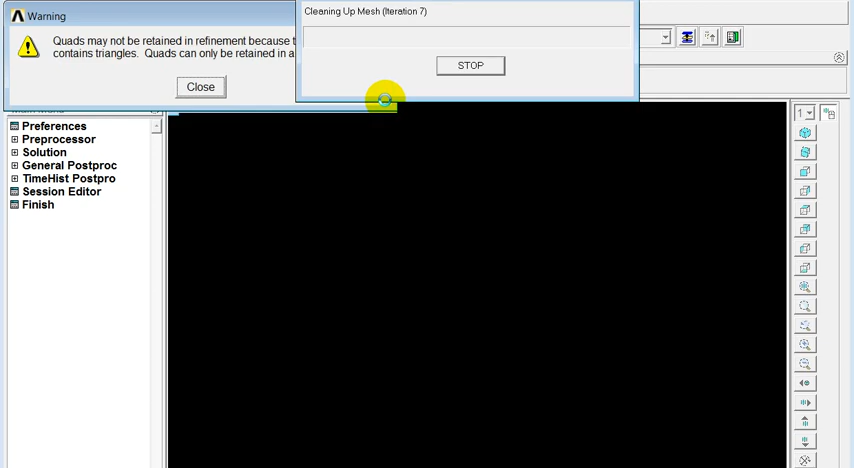 Warning
Quads may not be retained in refinement because t
contains triangles. Quads can only be retained in a
Close
Cleaning Up Mesh (Iteration 7)
STOP
Preferences
Preprocessor
Solution
General Postproc
TimeHist Postpro
Session Editor
Finish
1